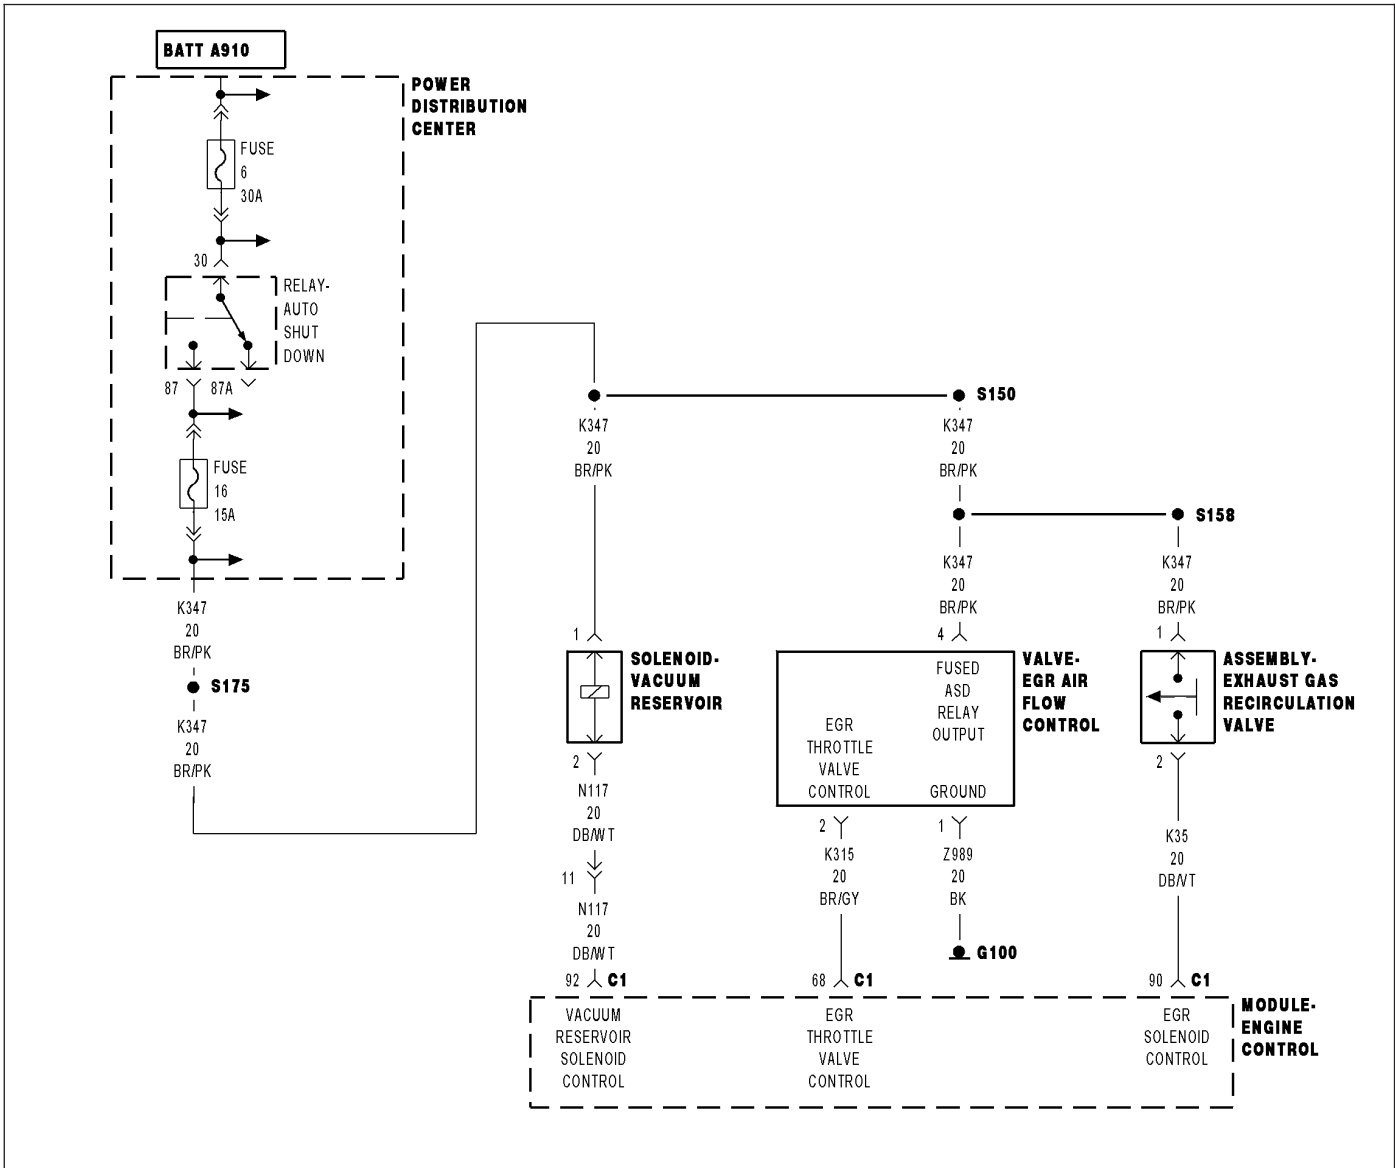 BATT A910
POWER
DISTRIBUTION
CENTER
FUSE
6
30A
30
RELAY-
AUTO
SHUT
DOWN
87
87A
FUSE
16
15A
K347
20
BR/PK
S175
K347
20
BR/PK
S150
K347
20
BR/PK
K347
20
BR/PK
S158
K347
20
BR/PK
K347
20
BR/PK
1
SOLENOID-
VACUUM
RESERVOIR
2
N117
20
DB/WT
11
N117
20
DB/WT
92
C1
4
FUSED
ASD
RELAY
OUTPUT
EGR
THROTTLE
VALVE
CONTROL
GROUND
VALVE-
EGR AIR
FLOW
CONTROL
2
K315
20
BR/GY
68
C1
1
Z989
20
BK
G100
1
ASSEMBLY-
EXHAUST GAS
RECIRCULATION
VALVE
2
K35
20
DB/VT
90
C1
VACUUM
RESERVOIR
SOLENOID
CONTROL
EGR
THROTTLE
VALVE
CONTROL
EGR
SOLENOID
CONTROL
MODULE-
ENGINE
CONTROL